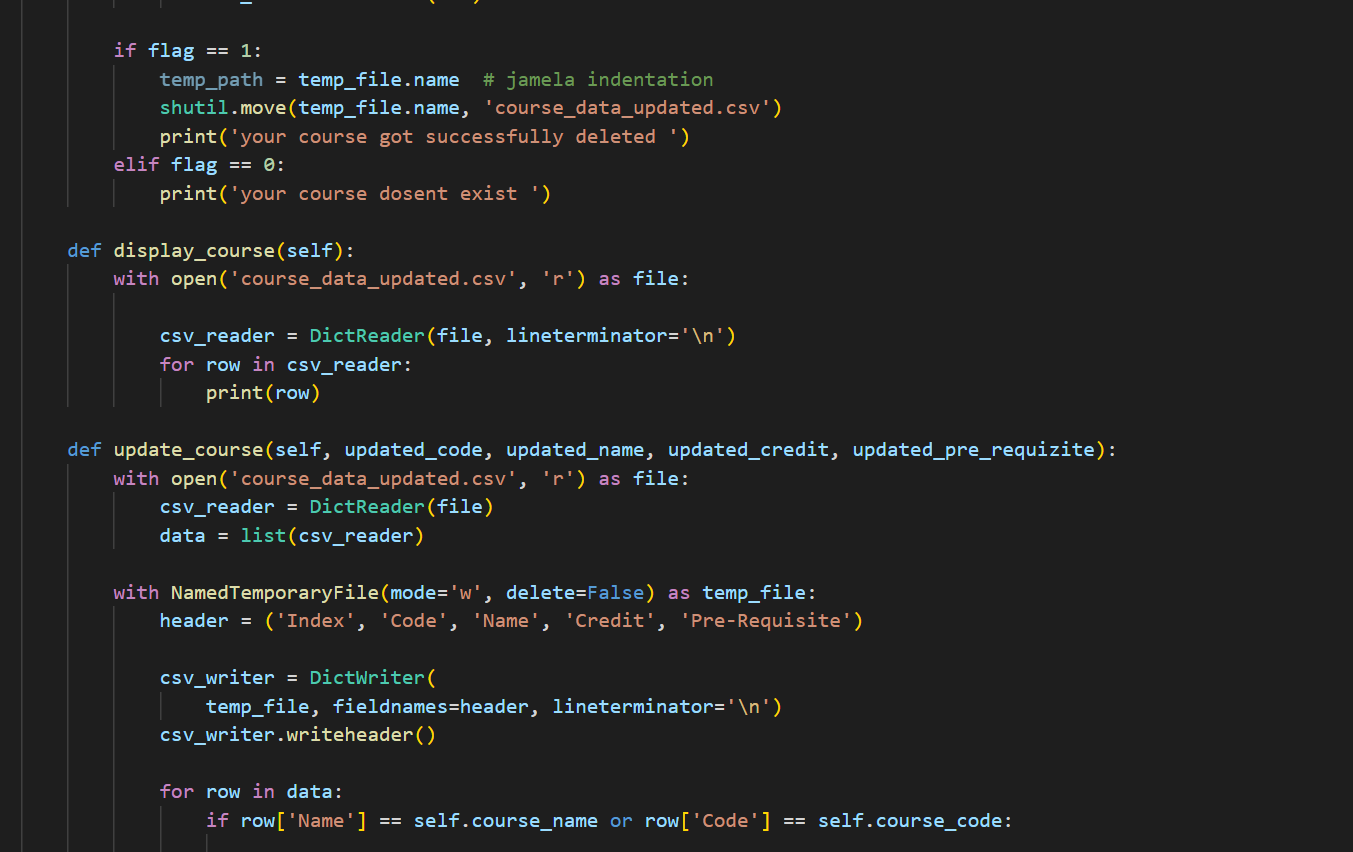 if flag == 1:
temp_path = temp_file.name  # jamela indentation
shutil.move(temp_file.name, 'course_data_updated.csv')
print('your course got successfully deleted ')
elif flag == 0:
print('your course dosent exist ')
def display_course(self):
with open('course_data_updated.csv', 'r') as file:
csv_reader = DictReader(file, lineterminator='\n')
for row in csv_reader:
print(row)
def update_course(self, updated_code, updated_name, updated_credit, updated_pre_requizite):
with open('course_data_updated.csv', 'r') as file:
csv_reader = DictReader(file)
data = list(csv_reader)
with NamedTemporaryFile(mode='w', delete=False) as temp_file:
header = ('Index', 'Code', 'Name', 'Credit', 'Pre-Requisite')
csv_writer = DictWriter(
temp_file, fieldnames=header, lineterminator='\n')
csv_writer.writeheader()
for row in data:
if row['Name'] == self.course_name or row['Code'] == self.course_code: